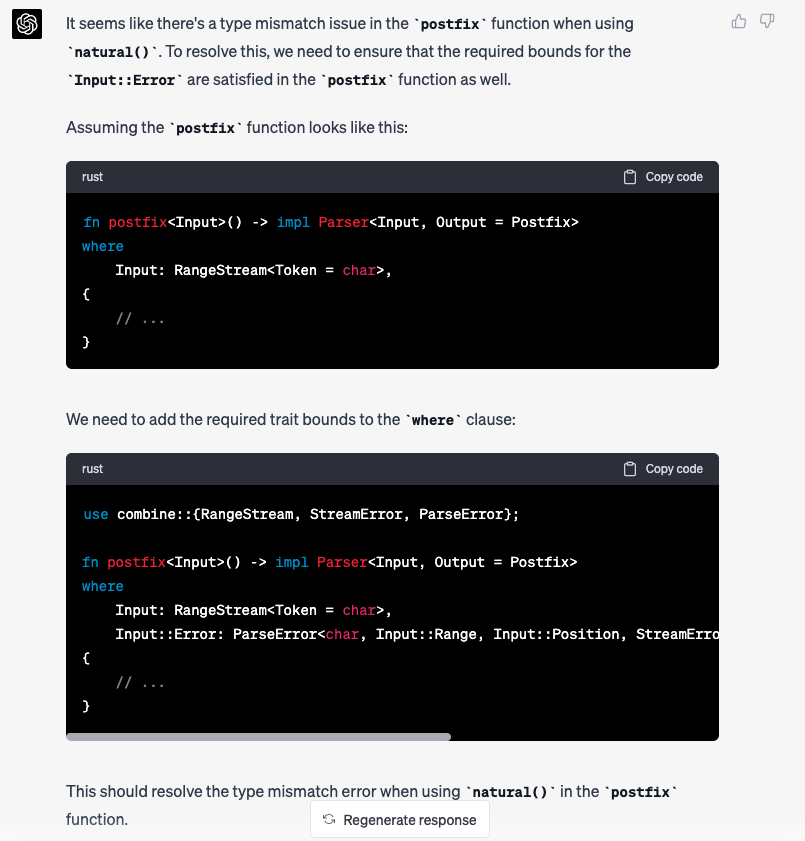 It seems like there's a type mismatch issue in the `postfix` function when using
`natural()`. To resolve this, we need to ensure that the required bounds for the
`Input::Error` are satisfied in the `postfix` function as well.
Assuming the `postfix` function looks like this:
rust Copy code
fn postfix<Input>() -> impl Parser<Input, Output = Postfix>
where
    Input: RangeStream<Token = char>,
{
    // ...
}
We need to add the required trait bounds to the `where` clause:
rust Copy code
use combine::{RangeStream, StreamError, ParseError};
fn postfix<Input>() -> impl Parser<Input, Output = Postfix>
where
    Input: RangeStream<Token = char>,
    Input::Error: ParseError<char, Input::Range, Input::Position, StreamErro
{
    // ...
}
This should resolve the type mismatch error when using `natural()` in the `postfix`
function.
Regenerate response